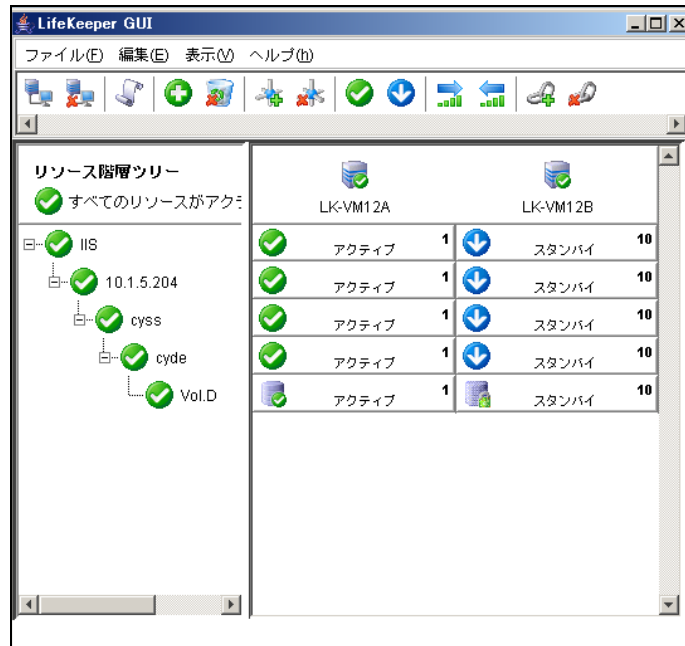 LifeKeeper GUI
ファイル(F) 編集(E) 表示(V) ヘルプ(h)
リソース階層ツリー
すべてのリソースがアクテ
LK-VM12A LK-VM12B
IIS アクティブ 1 スタンバイ 10
10.1.5.204 アクティブ 1 スタンバイ 10
cyss アクティブ 1 スタンバイ 10
cyde アクティブ 1 スタンバイ 10
Vol.D アクティブ 1 スタンバイ 10